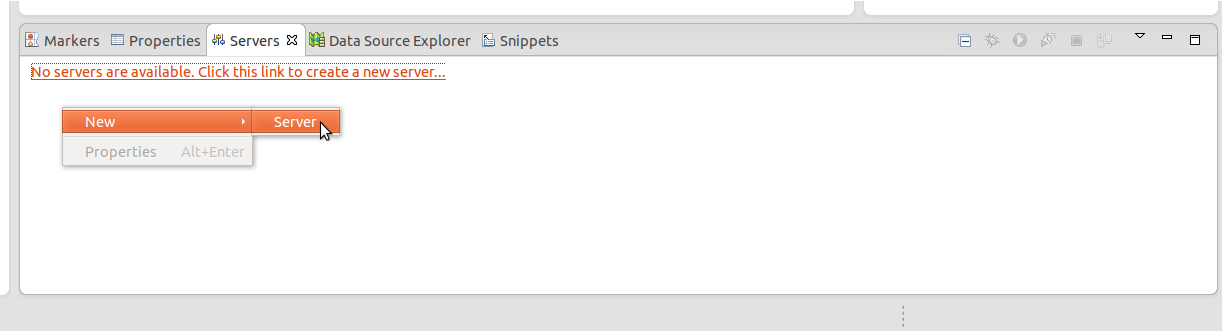 Markers Properties Servers Data Source Explorer Snippets
No servers are available. Click this link to create a new server...
New Server
Properties Alt+Enter